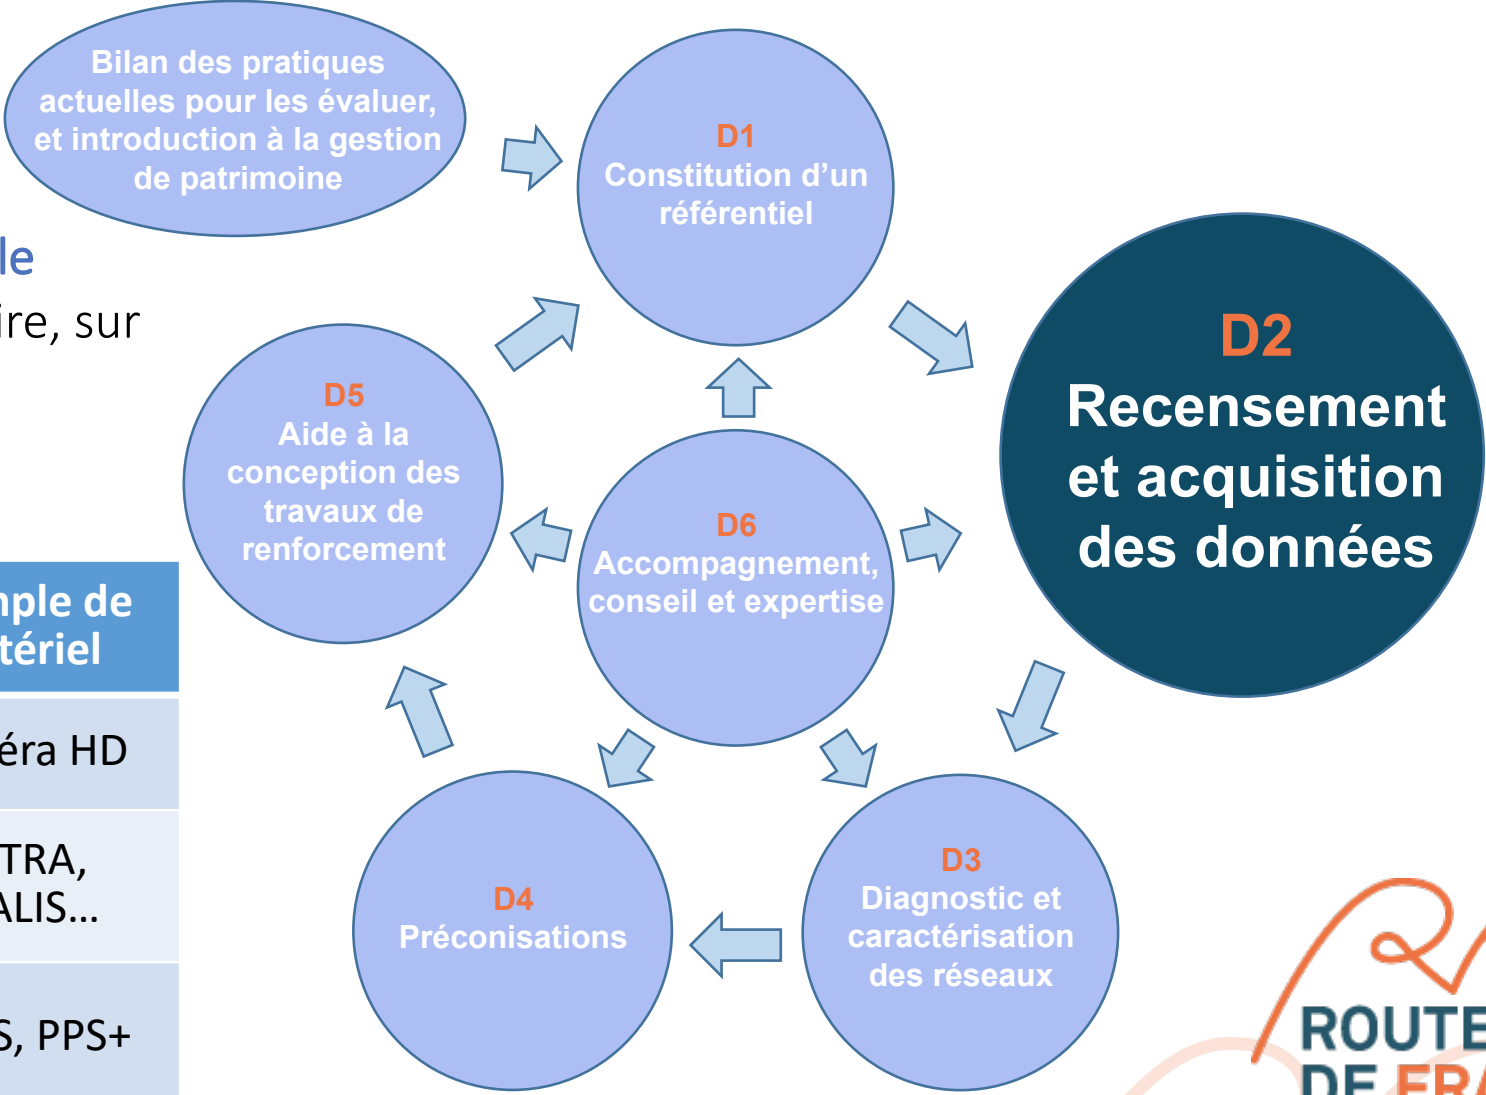 Bilan des pratiques
actuelles pour les évaluer,
et introduction à la gestion
de patrimoine
D1
Constitution d’un
référentiel
le
ire, sur
D2
Recensement
et acquisition
des données
D5
Aide à la
conception des
travaux de
renforcement
D6
Accompagnement,
conseil et expertise
nple de
tériel
éra HD
TRA,
ALIS…
S, PPS+
D4
Préconisations
D3
Diagnostic et
caractérisation
des réseaux
ROUTE
DE FRA